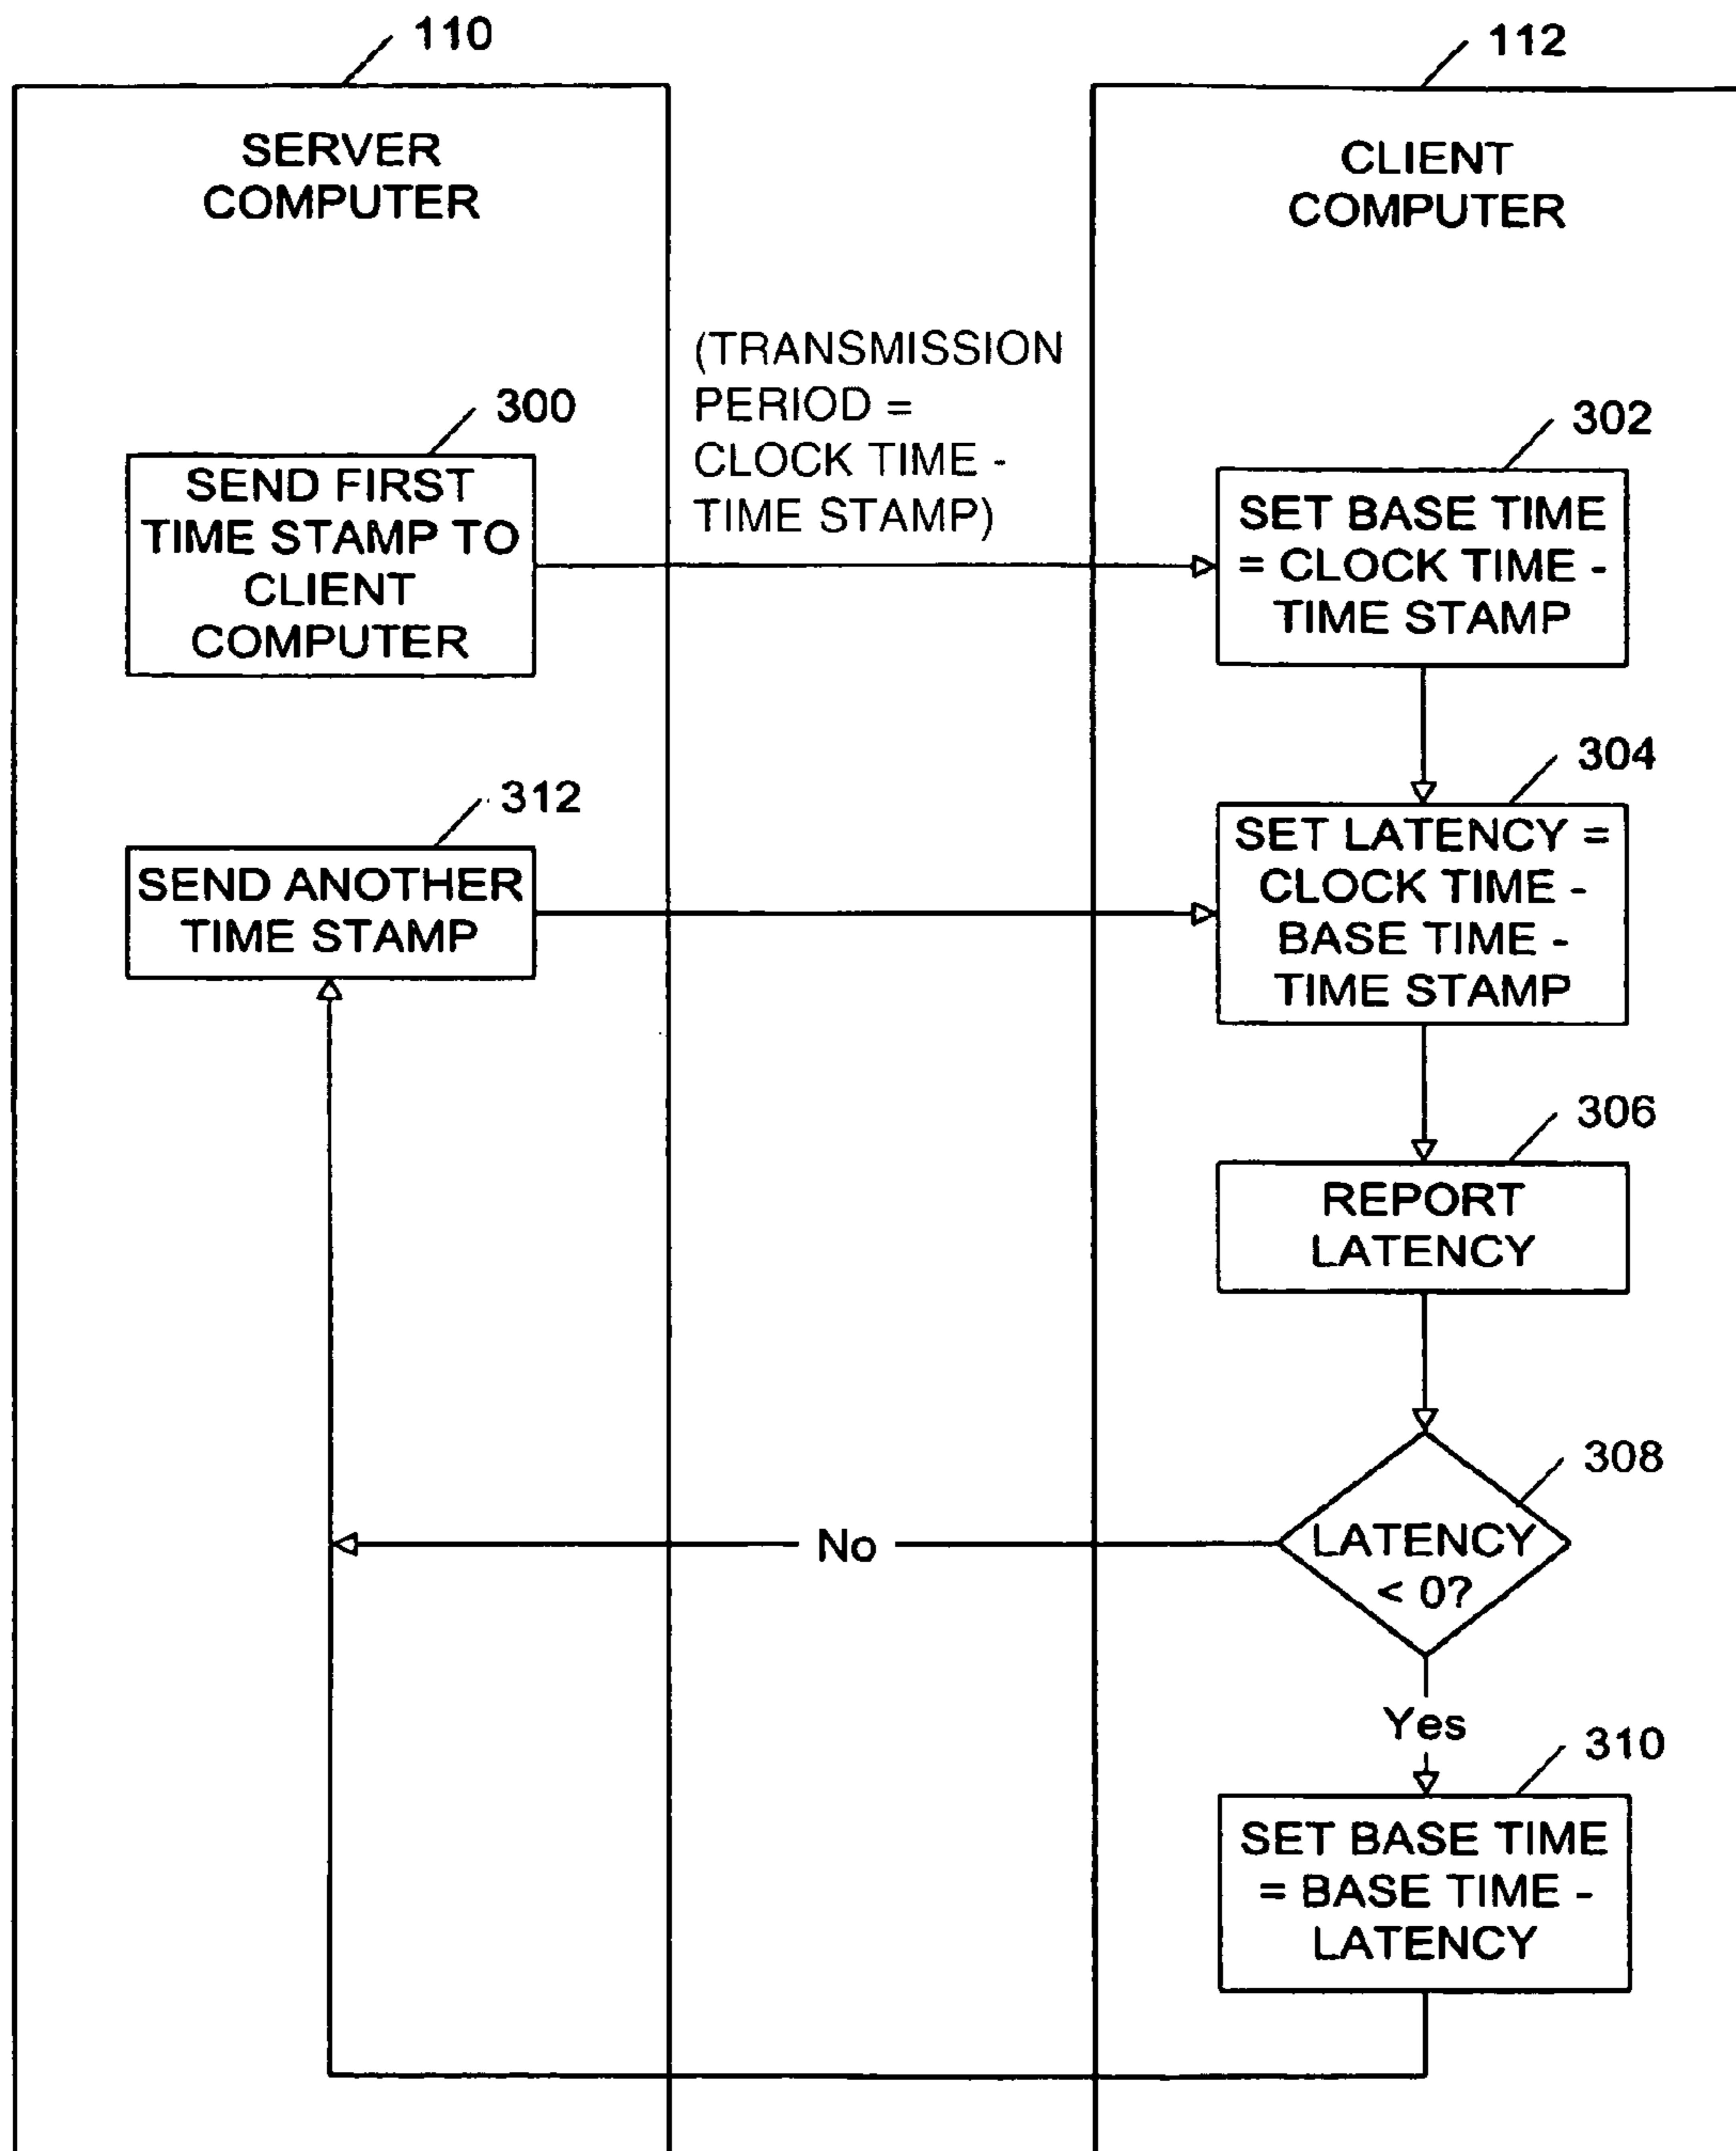 110
112
SERVER
COMPUTER
CLIENT
COMPUTER
(TRANSMISSION
PERIOD =
CLOCK TIME -
TIME STAMP)
300
SEND FIRST
TIME STAMP TO
CLIENT
COMPUTER
302
SET BASE TIME
= CLOCK TIME -
TIME STAMP
304
SET LATENCY =
CLOCK TIME -
BASE TIME -
TIME STAMP
312
SEND ANOTHER
TIME STAMP
306
REPORT
LATENCY
308
LATENCY
< 0?
No
Yes
310
SET BASE TIME
= BASE TIME -
LATENCY